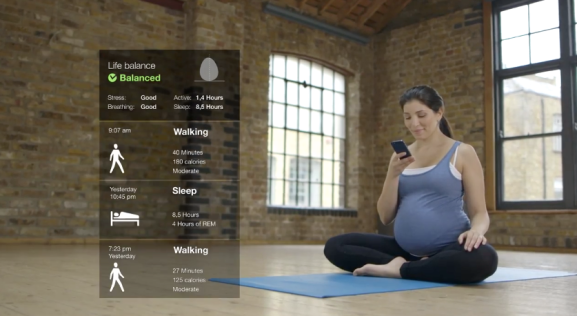 Life balance
Balanced
Stress: Good Active: 1,4 Hours
Breathing: Good Sleep: 8,5 Hours
9:07 am Walking
40 Minutes
180 calories
Moderate
Yesterday Sleep
10:45 pm
8,5 Hours
4 Hours of REM
7:23 pm Walking
Yesterday
27 Minutes
125 calories
Moderate